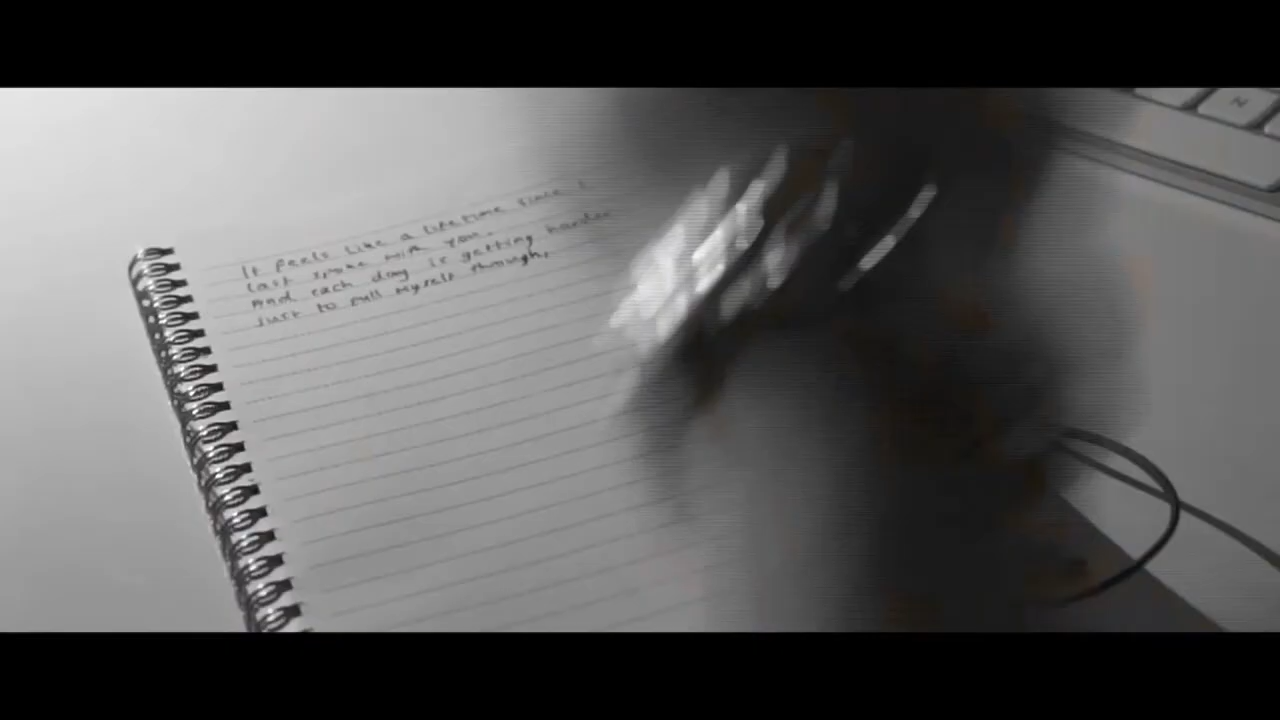 It feels like a lifetime since I
last spoke with you.
And each day is getting harder
just to pull myself through,
N